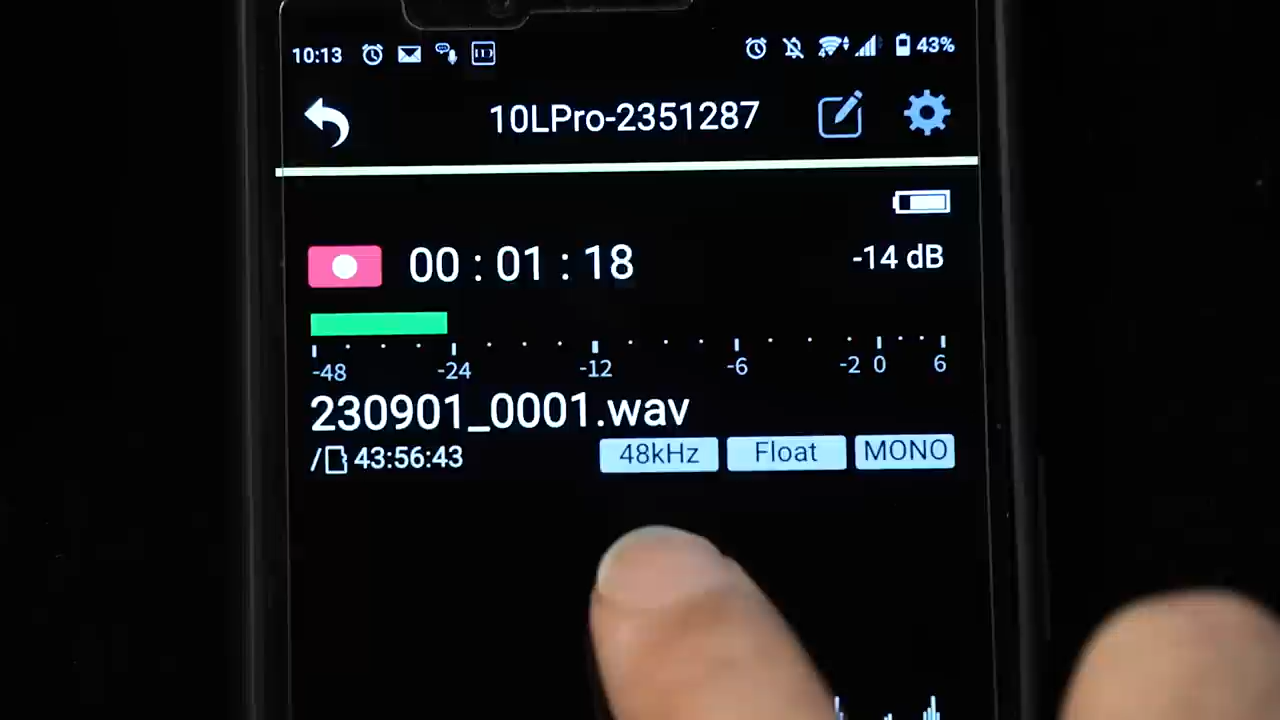 10:13 43%
10LPro-2351287
00 : 01 : 18 -14 dB
-48 -24 -12 -6 -2 0 6
230901_0001.wav
/ 43:56:43 48kHz Float MONO